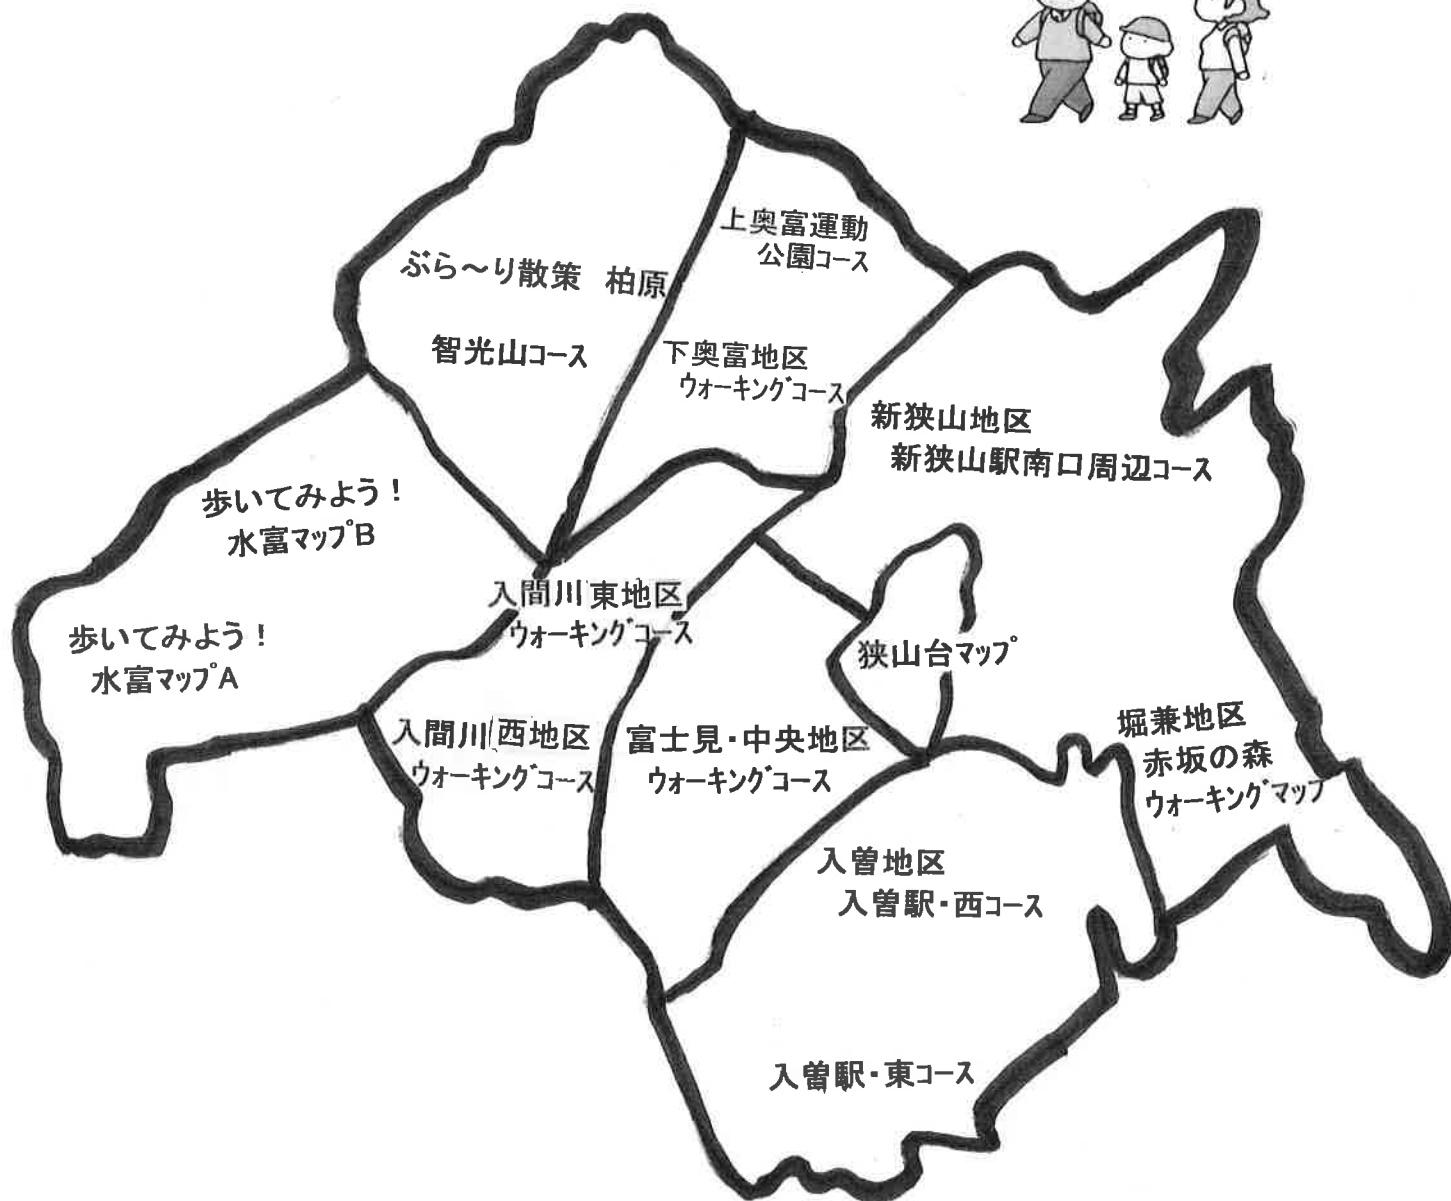 上奥富運動
公園コース
ぶら～り散策 柏原
智光山コース
下奥富地区
ウォーキングコース
新狭山地区
新狭山駅南口周辺コース
歩いてみよう！
水富マップB
歩いてみよう！
水富マップA
入間川東地区
ウォーキングコース
狭山台マップ
入間川西地区
ウォーキングコース
富士見・中央地区
ウォーキングコース
堀兼地区
赤坂の森
ウォーキングマップ
入曽地区
入曽駅・西コース
入曽駅・東コース